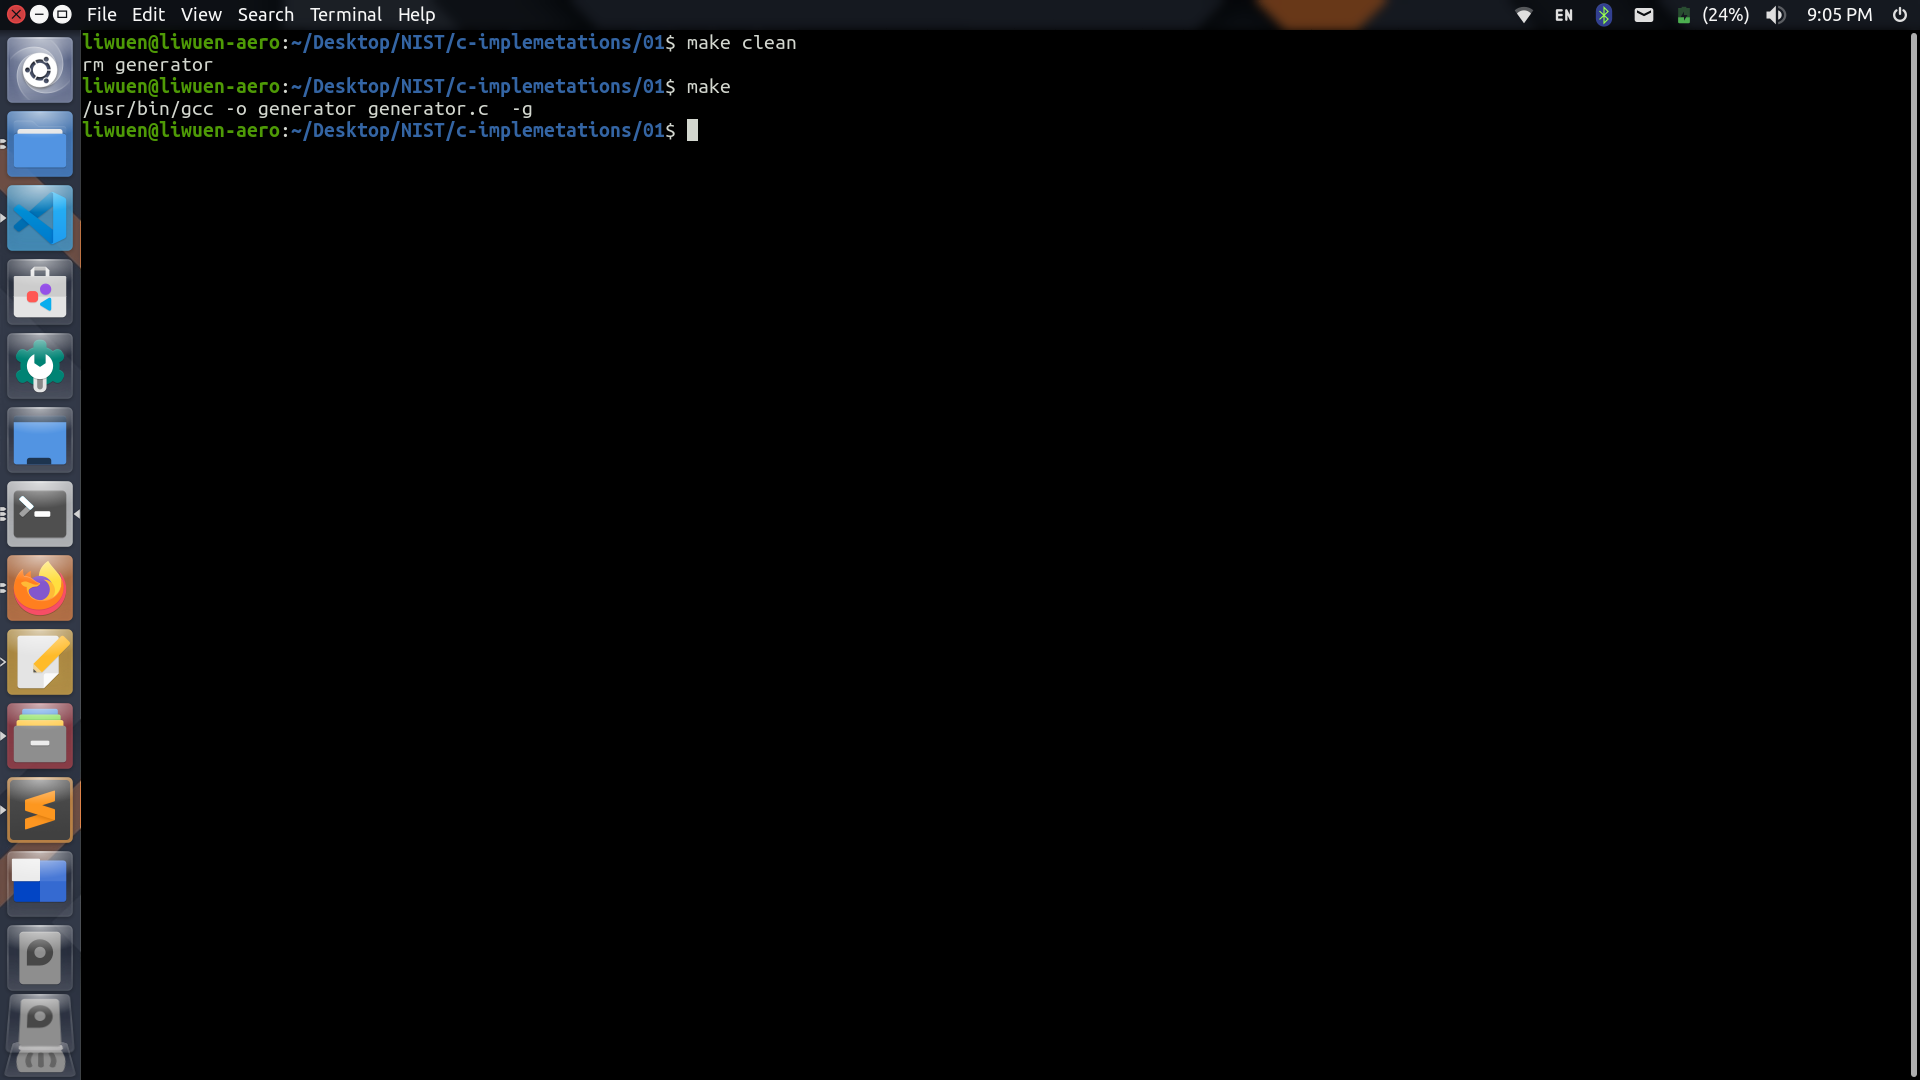 File Edit View Search Terminal Help
EN (24%) 9:05 PM
liwuen@liwuen-aero:~/Desktop/NIST/c-implemetations/01$ make clean
rm generator
liwuen@liwuen-aero:~/Desktop/NIST/c-implemetations/01$ make
/usr/bin/gcc -o generator generator.c  -g
liwuen@liwuen-aero:~/Desktop/NIST/c-implemetations/01$